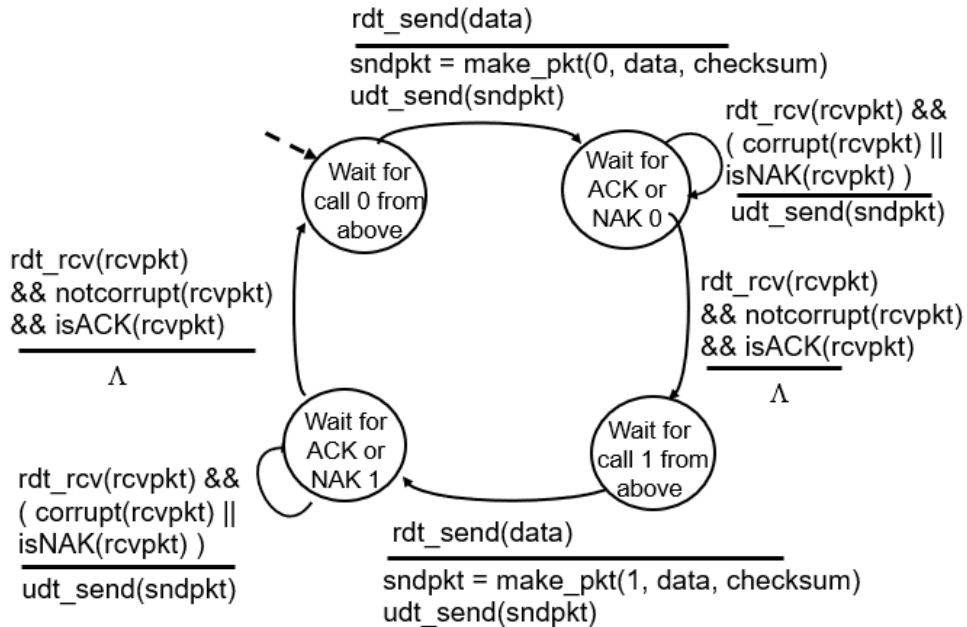 rdt_send(data)
sndpkt = make_pkt(0, data, checksum)
udt_send(sndpkt)
Wait for
call 0 from
above
Wait for
ACK or
NAK 0
rdt_rcv(rcvpkt) &&
( corrupt(rcvpkt) ||
isNAK(rcvpkt) )
udt_send(sndpkt)
rdt_rcv(rcvpkt)
&& notcorrupt(rcvpkt)
&& isACK(rcvpkt)
Λ
rdt_rcv(rcvpkt)
&& notcorrupt(rcvpkt)
&& isACK(rcvpkt)
Λ
Wait for
ACK or
NAK 1
Wait for
call 1 from
above
rdt_rcv(rcvpkt) &&
( corrupt(rcvpkt) ||
isNAK(rcvpkt) )
udt_send(sndpkt)
rdt_send(data)
sndpkt = make_pkt(1, data, checksum)
udt_send(sndpkt)